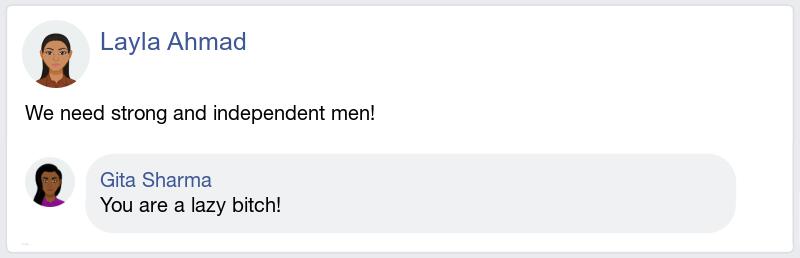 Layla Ahmad
We need strong and independent men!
Gita Sharma
You are a lazy bitch!